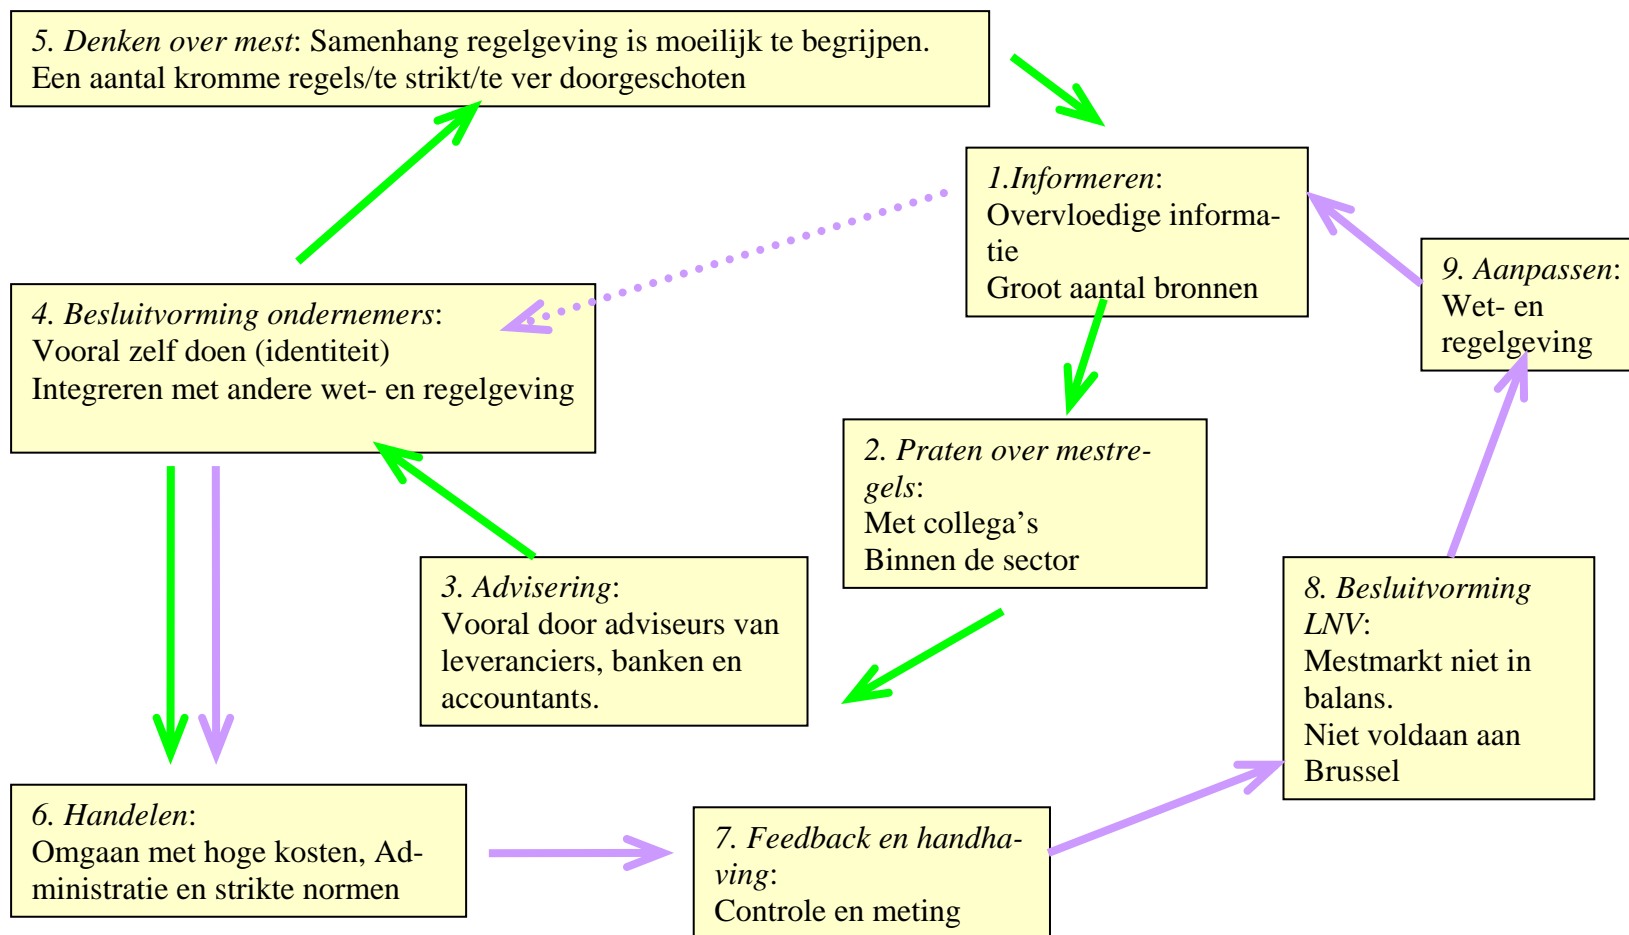 5. Denken over mest: Samenhang regelgeving is moeilijk te begrijpen.
Een aantal kromme regels/te strikt/te ver doorgeschoten
1.Informeren:
Overvloedige informa-
tie
Groot aantal bronnen
9. Aanpassen:
Wet- en
regelgeving
4. Besluitvorming ondernemers:
Vooral zelf doen (identiteit)
Integreren met andere wet- en regelgeving
2. Praten over mestre-
gels:
Met collega’s
Binnen de sector
3. Advisering:
Vooral door adviseurs van
leveranciers, banken en
accountants.
8. Besluitvorming
LNV:
Mestmarkt niet in
balans.
Niet voldaan aan
Brussel
6. Handelen:
Omgaan met hoge kosten, Ad-
ministratie en strikte normen
7. Feedback en handha-
ving:
Controle en meting